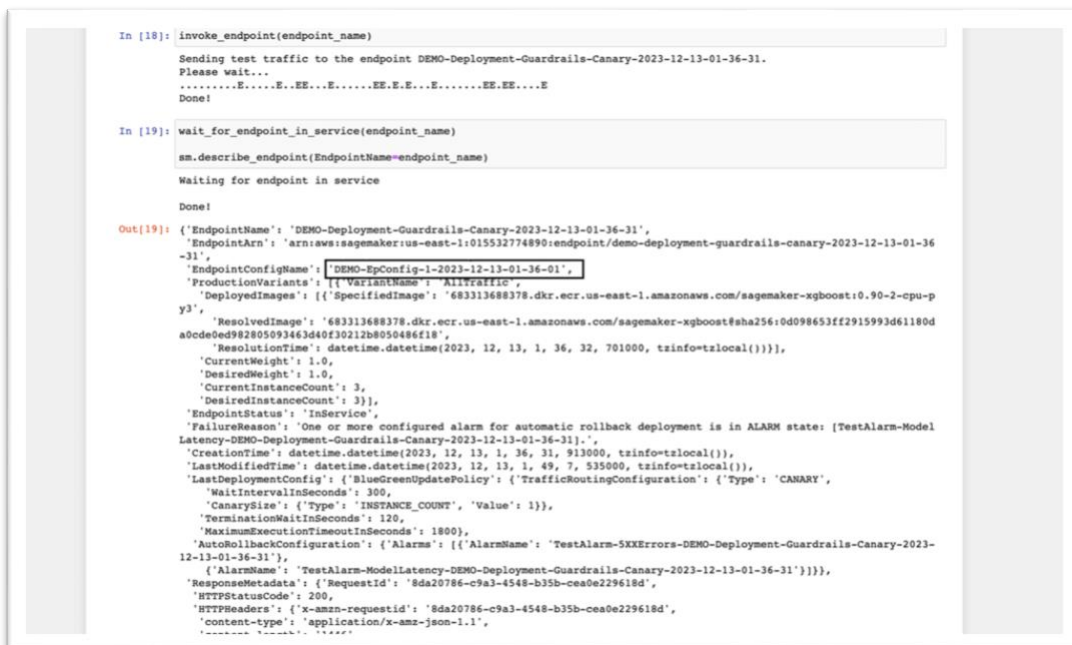 In [18]: invoke_endpoint(endpoint_name)
Sending test traffic to the endpoint DEMO-Deployment-Guardrails-Canary-2023-12-13-01-36-31.
Please wait...
.........E.....E..EE...E......EE.E.E...E.......EE.EE....E
Done!
In [19]: wait_for_endpoint_in_service(endpoint_name)
sm.describe_endpoint(EndpointName=endpoint_name)
Waiting for endpoint in service
Done!
Out[19]: {'EndpointName': 'DEMO-Deployment-Guardrails-Canary-2023-12-13-01-36-31',
'EndpointArn': 'arn:aws:sagemaker:us-east-1:015532774890:endpoint/demo-deployment-guardrails-canary-2023-12-13-01-36
-31',
'EndpointConfigName': 'DEMO-EpConfig-1-2023-12-13-01-36-01',
'ProductionVariants': [{'VariantName': 'AllTraffic',
'DeployedImages': [{'SpecifiedImage': '683313688378.dkr.ecr.us-east-1.amazonaws.com/sagemaker-xgboost:0.90-2-cpu-p
y3',
'ResolvedImage': '683313688378.dkr.ecr.us-east-1.amazonaws.com/sagemaker-xgboost@sha256:0d098653ff2915993d61180d
a0cde0ed982805093463d40f30212b8050486f18',
'ResolutionTime': datetime.datetime(2023, 12, 13, 1, 36, 32, 701000, tzinfo=tzlocal())}],
'CurrentWeight': 1.0,
'DesiredWeight': 1.0,
'CurrentInstanceCount': 3,
'DesiredInstanceCount': 3}],
'EndpointStatus': 'InService',
'FailureReason': 'One or more configured alarm for automatic rollback deployment is in ALARM state: [TestAlarm-Model
Latency-DEMO-Deployment-Guardrails-Canary-2023-12-13-01-36-31].',
'CreationTime': datetime.datetime(2023, 12, 13, 1, 36, 31, 913000, tzinfo=tzlocal()),
'LastModifiedTime': datetime.datetime(2023, 12, 13, 1, 49, 7, 535000, tzinfo=tzlocal()),
'LastDeploymentConfig': {'BlueGreenUpdatePolicy': {'TrafficRoutingConfiguration': {'Type': 'CANARY',
'WaitIntervalInSeconds': 300,
'CanarySize': {'Type': 'INSTANCE_COUNT', 'Value': 1}},
'TerminationWaitInSeconds': 120,
'MaximumExecutionTimeoutInSeconds': 1800},
'AutoRollbackConfiguration': {'Alarms': [{'AlarmName': 'TestAlarm-5XXErrors-DEMO-Deployment-Guardrails-Canary-2023-
12-13-01-36-31'},
{'AlarmName': 'TestAlarm-ModelLatency-DEMO-Deployment-Guardrails-Canary-2023-12-13-01-36-31'}]}},
'ResponseMetadata': {'RequestId': '8da20786-c9a3-4548-b35b-cea0e229618d',
'HTTPStatusCode': 200,
'HTTPHeaders': {'x-amzn-requestid': '8da20786-c9a3-4548-b35b-cea0e229618d',
'content-type': 'application/x-amz-json-1.1',